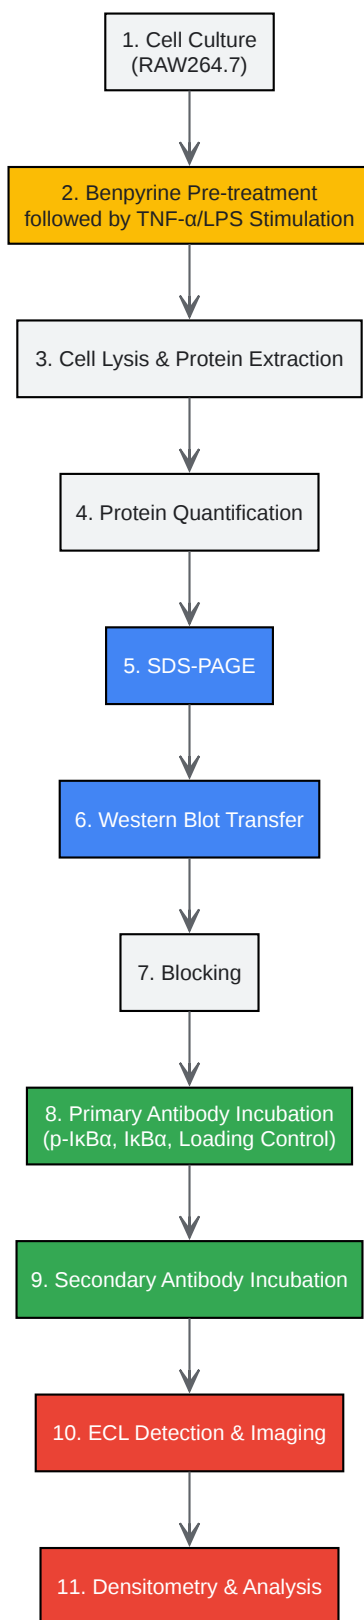 1. Cell Culture
(RAW264.7)
2. Benpyrine Pre-treatment
followed by TNF-α/LPS Stimulation
3. Cell Lysis & Protein Extraction
4. Protein Quantification
5. SDS-PAGE
6. Western Blot Transfer
7. Blocking
8. Primary Antibody Incubation
(p-IκBα, IκBα, Loading Control)
9. Secondary Antibody Incubation
10. ECL Detection & Imaging
11. Densitometry & Analysis